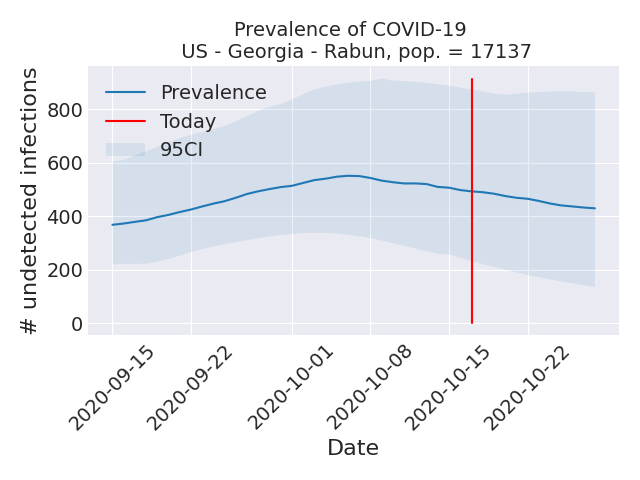 Prevalence of COVID-19
US - Georgia - Rabun, pop. = 17137
# undetected infections
800
600
400
200
0
Prevalence
Today
95CI
2020-09-15
2020-09-22
2020-10-01
2020-10-08
2020-10-15
2020-10-22
Date